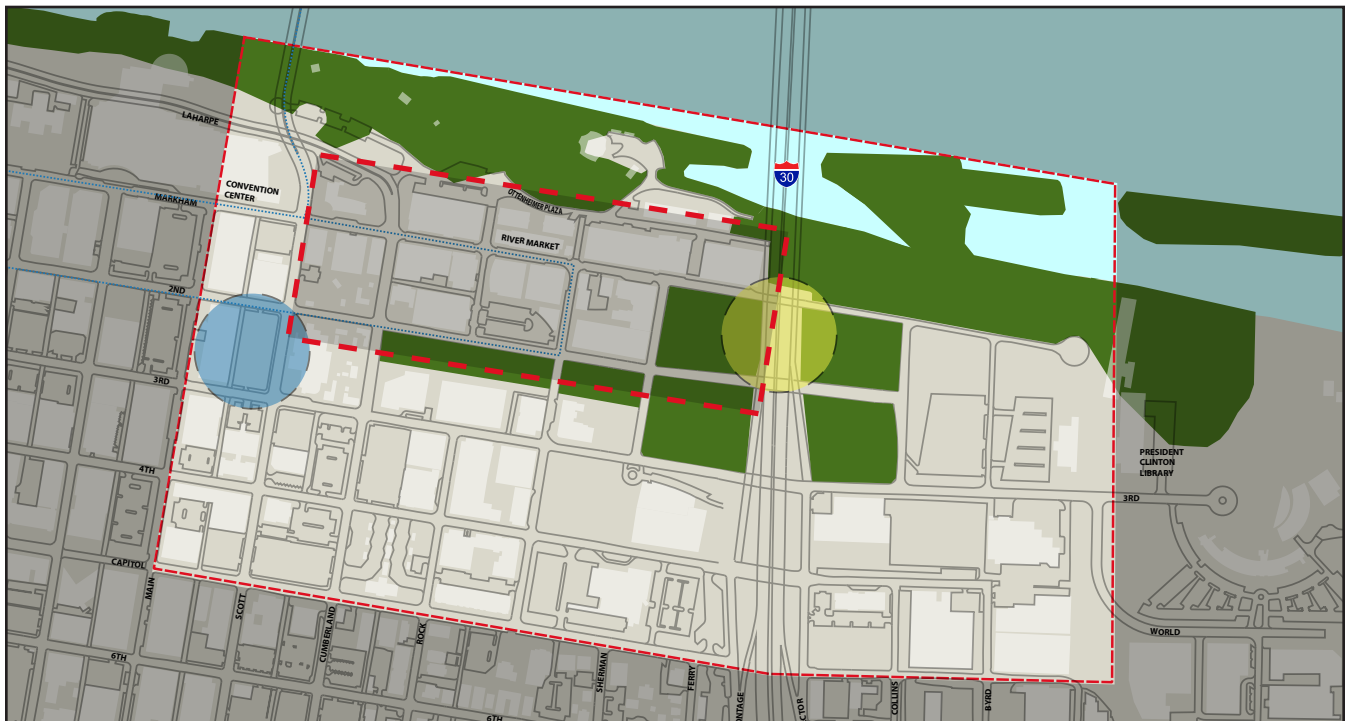 LAHARPE
30
CONVENTION
CENTER
MARKHAM
OTTENHEIMER PLAZA
RIVER MARKET
2ND
3RD
PRESIDENT
CLINTON
LIBRARY
4TH
3RD
CAPITOL
MAIN
SCOTT
CUMBERLAND
ROCK
WORLD
6TH
SHERMAN
FERRY
ONTAGE
CTOR
COLLINS
BYRD
6TH